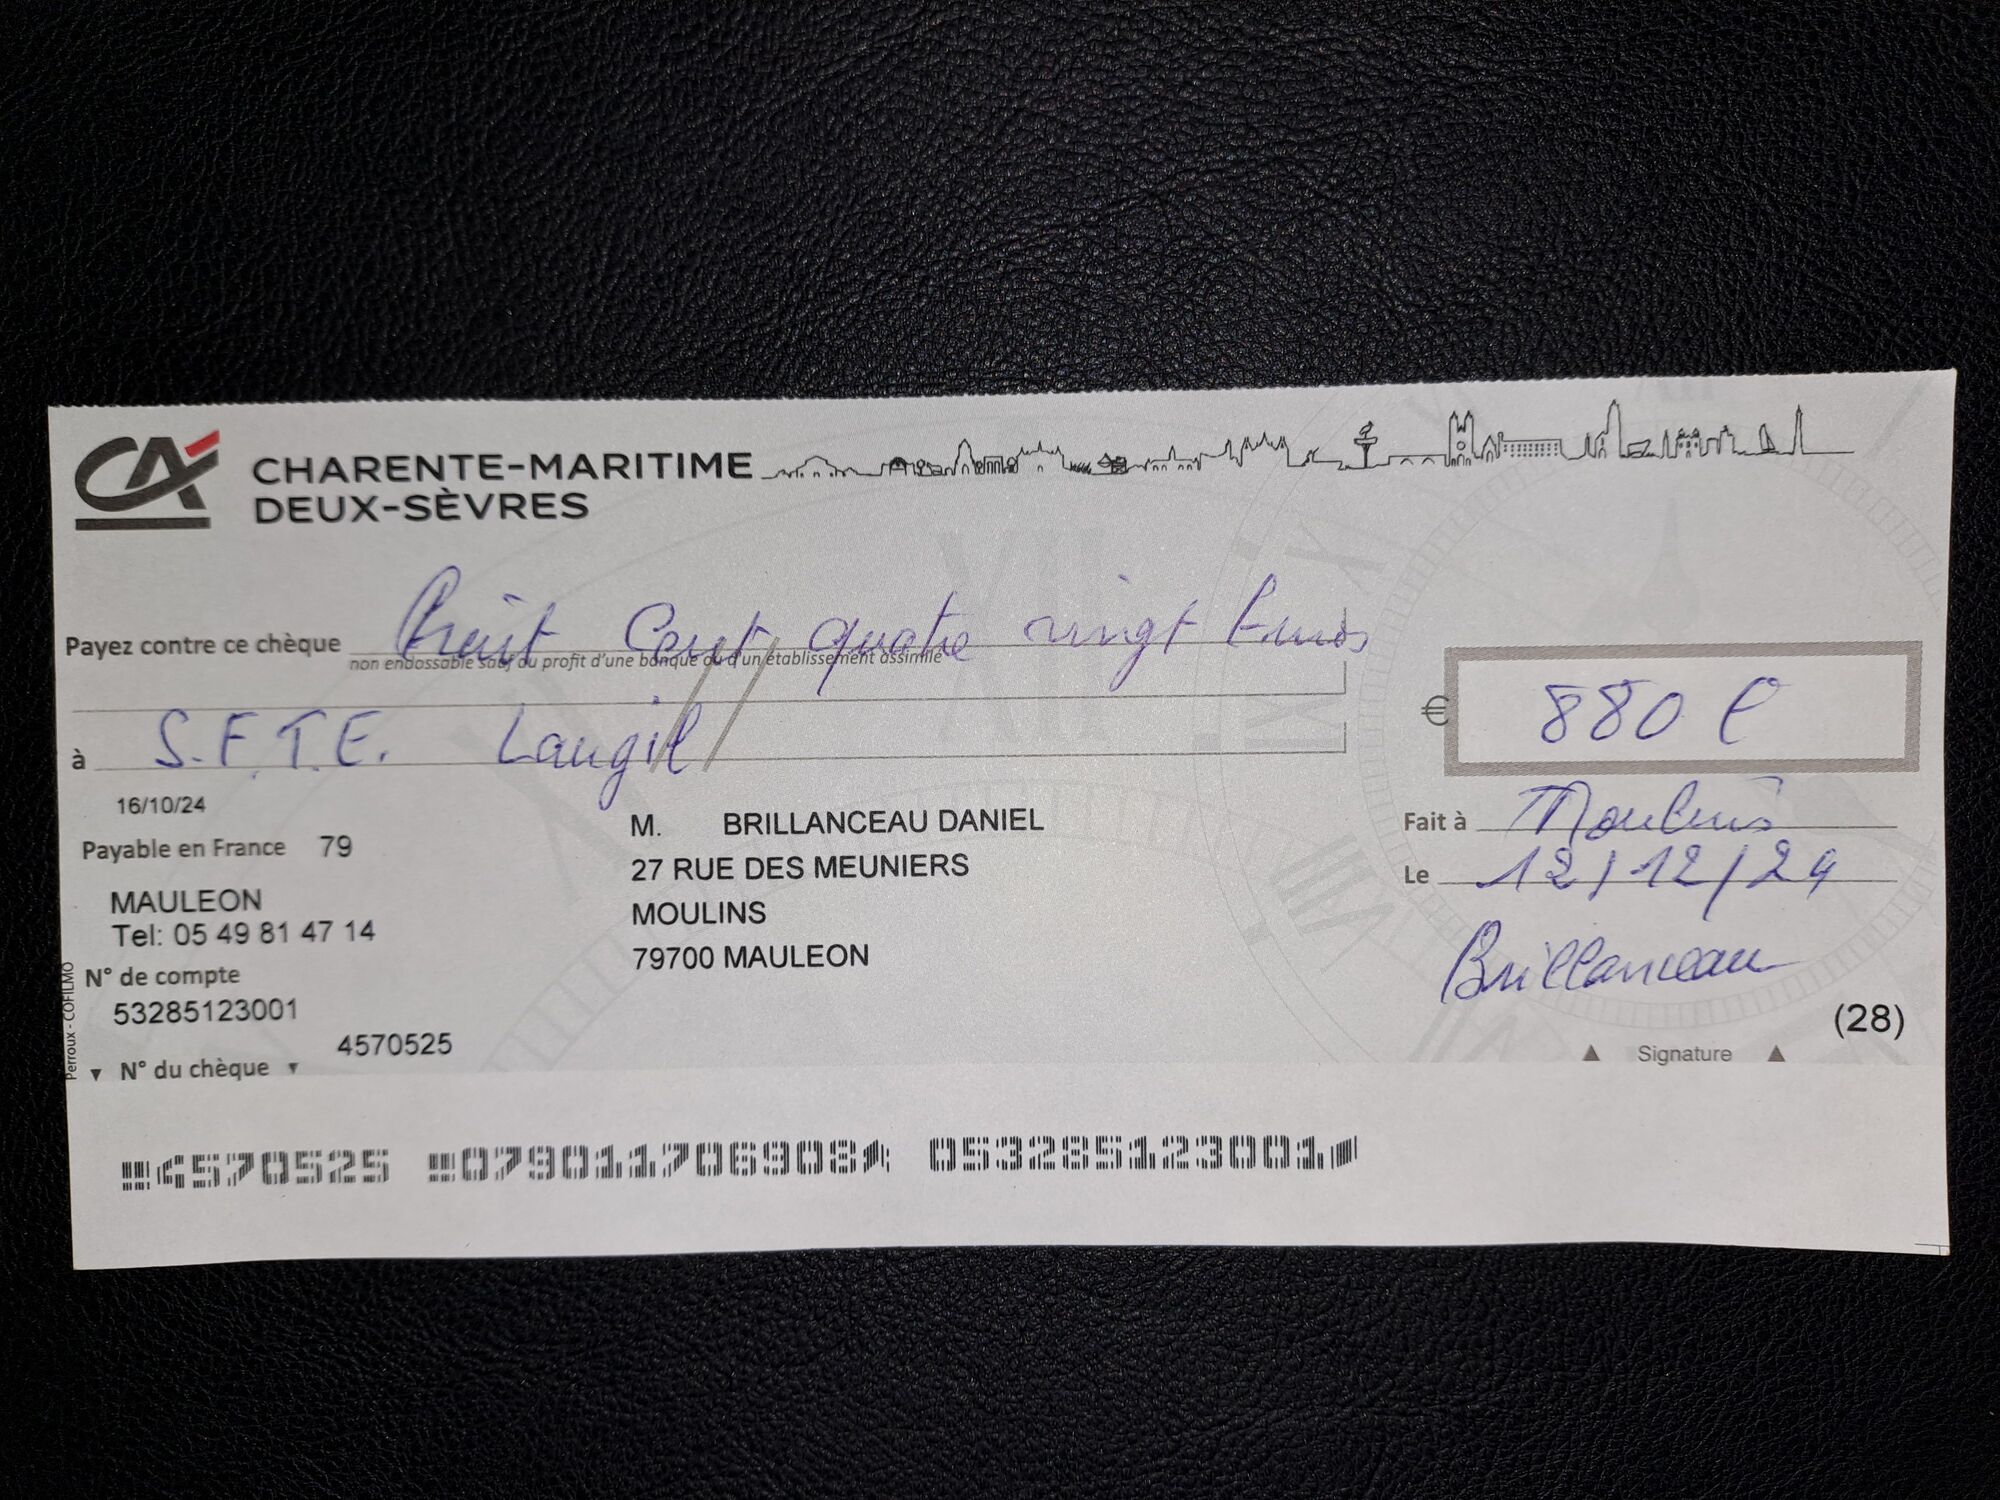 CA CHARENTE-MARITIME
DEUX-SÈVRES
Payez contre ce chèque Huit Cent quatre vingt Euros
non endossable sauf au profit d'une banque ou d'un établissement assimilé
€ 880 €
à S.F.T.E. Laugil
16/10/24
Payable en France 79
MAULEON
Tel: 05 49 81 47 14
N° de compte
53285123001
4570525
▼ N° du chèque ▼
Perroux - COFILMO
M. BRILLANCEAU DANIEL
27 RUE DES MEUNIERS
MOULINS
79700 MAULEON
Fait à Moulins
Le 12/12/24
Brillanceau
(28)
▲ Signature ▲
4570525 079011706908 053285123001